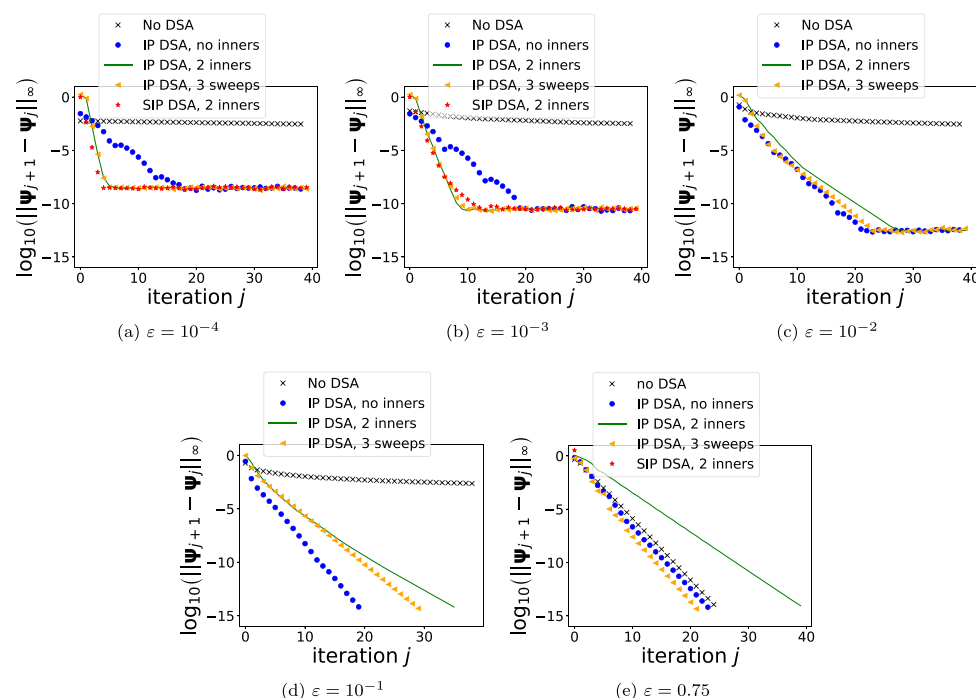 No DSA
IP DSA, no inners
IP DSA, 2 inners
IP DSA, 3 sweeps
SIP DSA, 2 inners
0
−5
−10
−15
log₁₀(||Ψⱼ₊₁ − Ψⱼ||∞)
0 10 20 30 40
iteration j
(a) ε = 10⁻⁴
No DSA
IP DSA, no inners
IP DSA, 2 inners
IP DSA, 3 sweeps
SIP DSA, 2 inners
0
−5
−10
−15
log₁₀(||Ψⱼ₊₁ − Ψⱼ||∞)
0 10 20 30 40
iteration j
(b) ε = 10⁻³
No DSA
IP DSA, no inners
IP DSA, 2 inners
IP DSA, 3 sweeps
0
−5
−10
−15
log₁₀(||Ψⱼ₊₁ − Ψⱼ||∞)
0 10 20 30 40
iteration j
(c) ε = 10⁻²
No DSA
IP DSA, no inners
IP DSA, 2 inners
IP DSA, 3 sweeps
0
−5
−10
−15
log₁₀(||Ψⱼ₊₁ − Ψⱼ||∞)
0 10 20 30
iteration j
(d) ε = 10⁻¹
no DSA
IP DSA, no inners
IP DSA, 2 inners
IP DSA, 3 sweeps
SIP DSA, 2 inners
0
−5
−10
−15
log₁₀(||Ψⱼ₊₁ − Ψⱼ||∞)
0 10 20 30 40
iteration j
(e) ε = 0.75